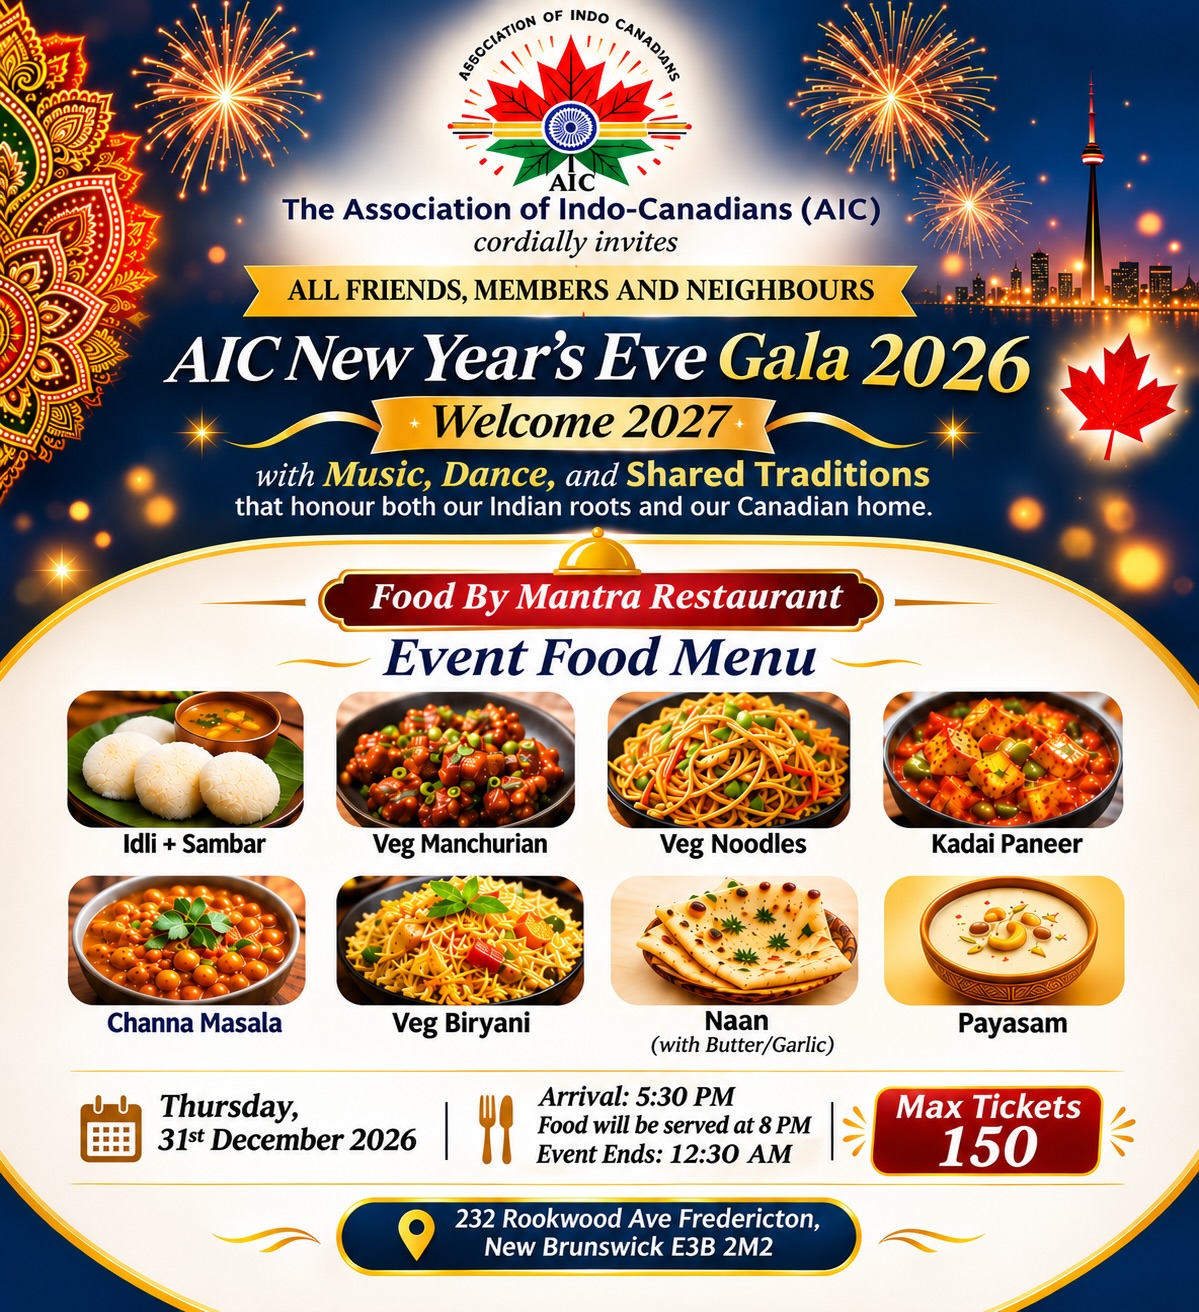 ASSOCIATION OF INDO CANADIANS
AIC
The Association of Indo-Canadians (AIC)
cordially invites
ALL FRIENDS, MEMBERS AND NEIGHBOURS
AIC New Year's Eve Gala 2026
Welcome 2027
with Music, Dance, and Shared Traditions
that honour both our Indian roots and our Canadian home.
Food By Mantra Restaurant
Event Food Menu
Idli + Sambar
Veg Manchurian
Veg Noodles
Kadai Paneer
Channa Masala
Veg Biryani
Naan
(with Butter/Garlic)
Payasam
Thursday,
31st December 2026
Arrival: 5:30 PM
Food will be served at 8 PM
Event Ends: 12:30 AM
Max Tickets
150
232 Rookwood Ave Fredericton,
New Brunswick E3B 2M2